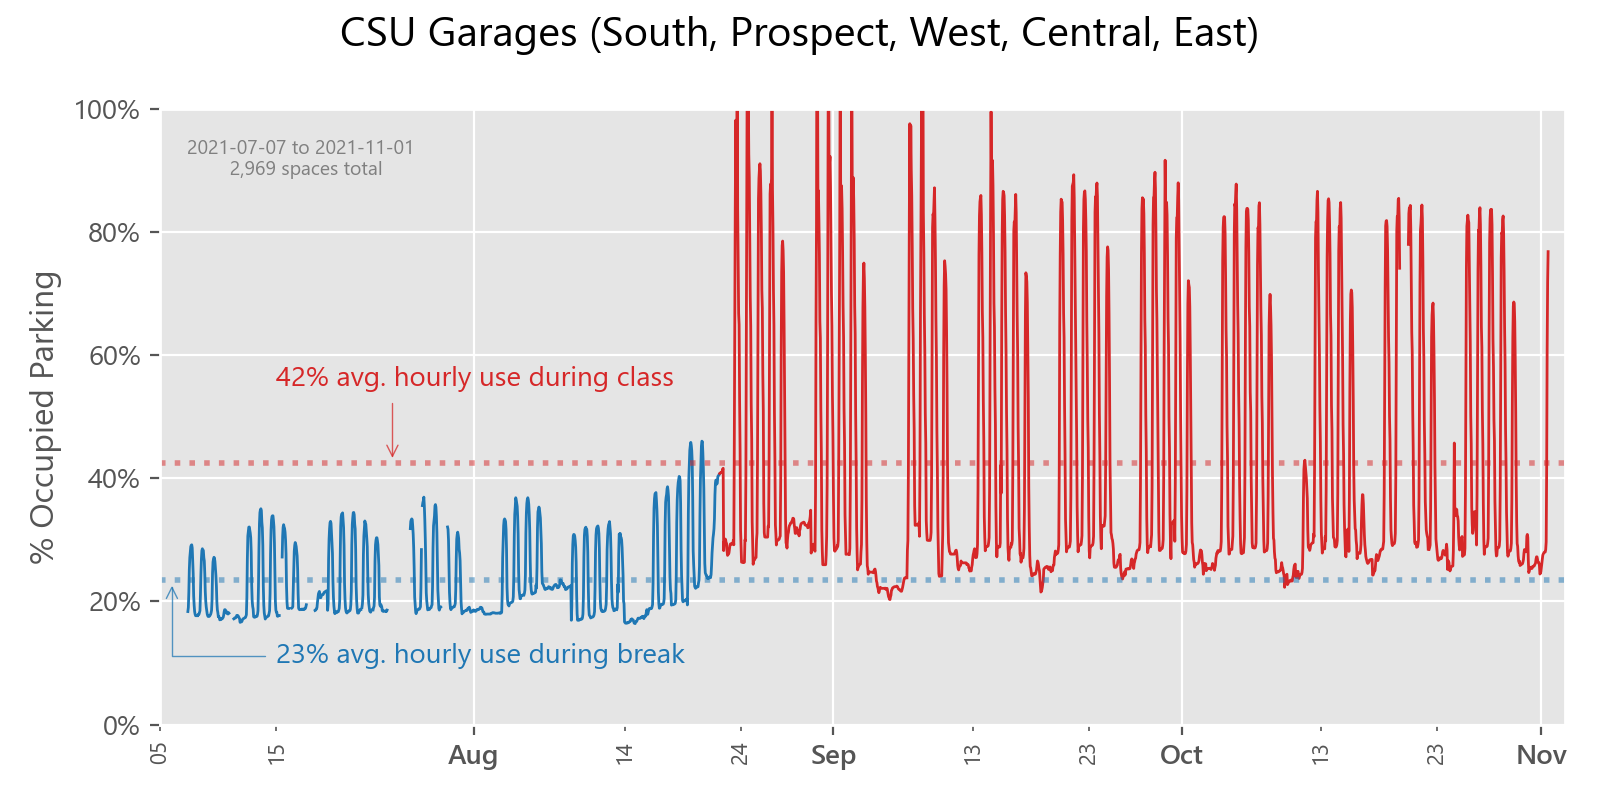 CSU Garages (South, Prospect, West, Central, East)
% Occupied Parking
100%
80%
60%
40%
20%
0%
2021-07-07 to 2021-11-01
2,969 spaces total
42% avg. hourly use during class
23% avg. hourly use during break
05
15
Aug
14
24
Sep
13
23
Oct
13
23
Nov